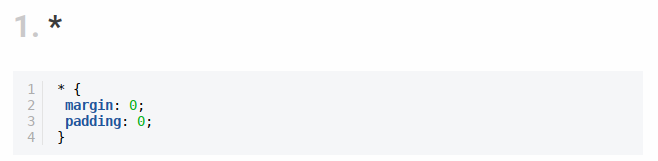 1. *
1 * {
2  margin: 0;
3  padding: 0;
4 }